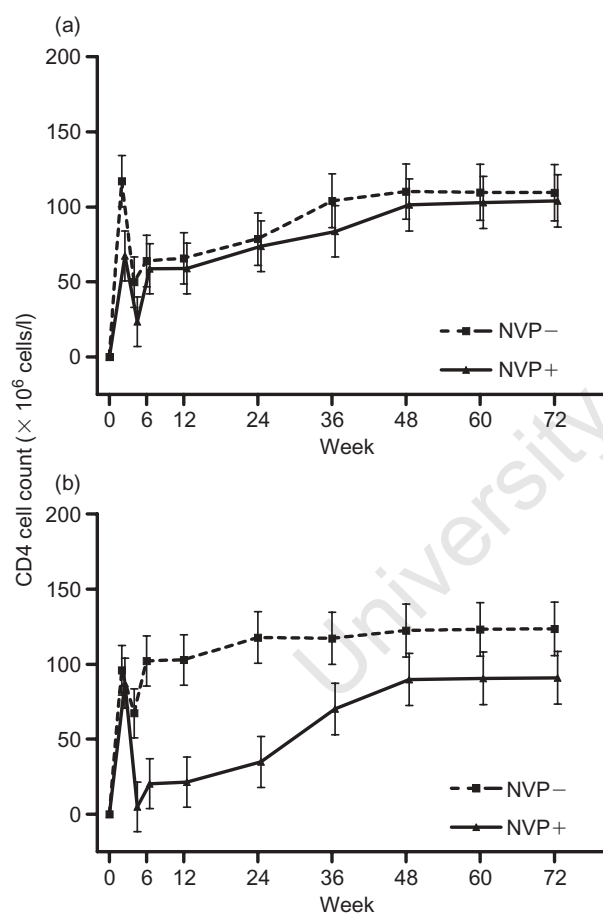 (a)
200
150
100
50
0
NVP−
NVP+
0 6 12 24 36 48 60 72
Week
CD4 cell count (× 10⁶ cells/l)
(b)
200
150
100
50
0
NVP−
NVP+
0 6 12 24 36 48 60 72
Week
University